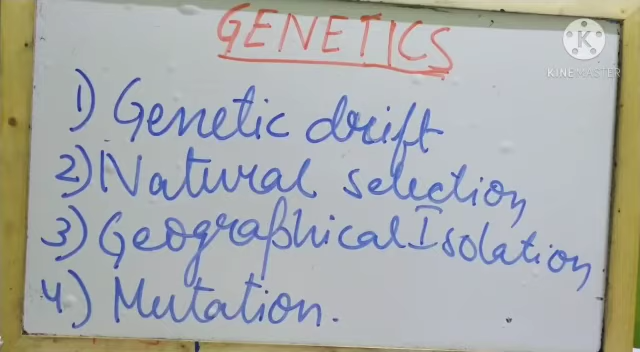 GENETICS
K
KINEMASTER
1) Genetic drift
2) Natural selection,
3) Geographical Isolation,
4) Mutation.